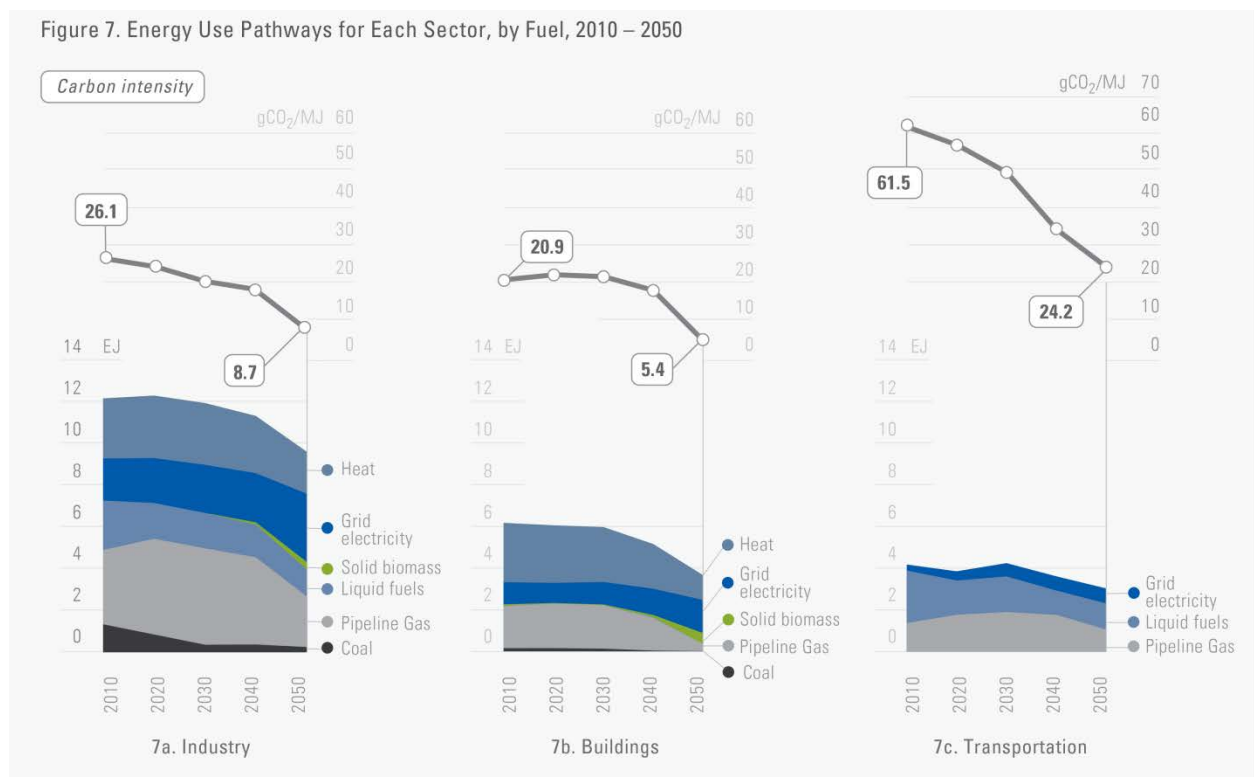 Figure 7. Energy Use Pathways for Each Sector, by Fuel, 2010 – 2050
Carbon intensity
gCO₂/MJ 60
50
40
30
20
10
0
26.1
8.7
14 EJ
12
10
8
6
4
2
0
Heat
Grid
electricity
Solid biomass
Liquid fuels
Pipeline Gas
Coal
2010
2020
2030
2040
2050
7a. Industry
gCO₂/MJ 60
50
40
30
20
10
0
20.9
5.4
14 EJ
12
10
8
6
4
2
0
Heat
Grid
electricity
Solid biomass
Pipeline Gas
Coal
2010
2020
2030
2040
2050
7b. Buildings
gCO₂/MJ 70
60
50
40
30
20
10
0
61.5
24.2
14 EJ
12
10
8
6
4
2
0
Grid
electricity
Liquid fuels
Pipeline Gas
2010
2020
2030
2040
2050
7c. Transportation